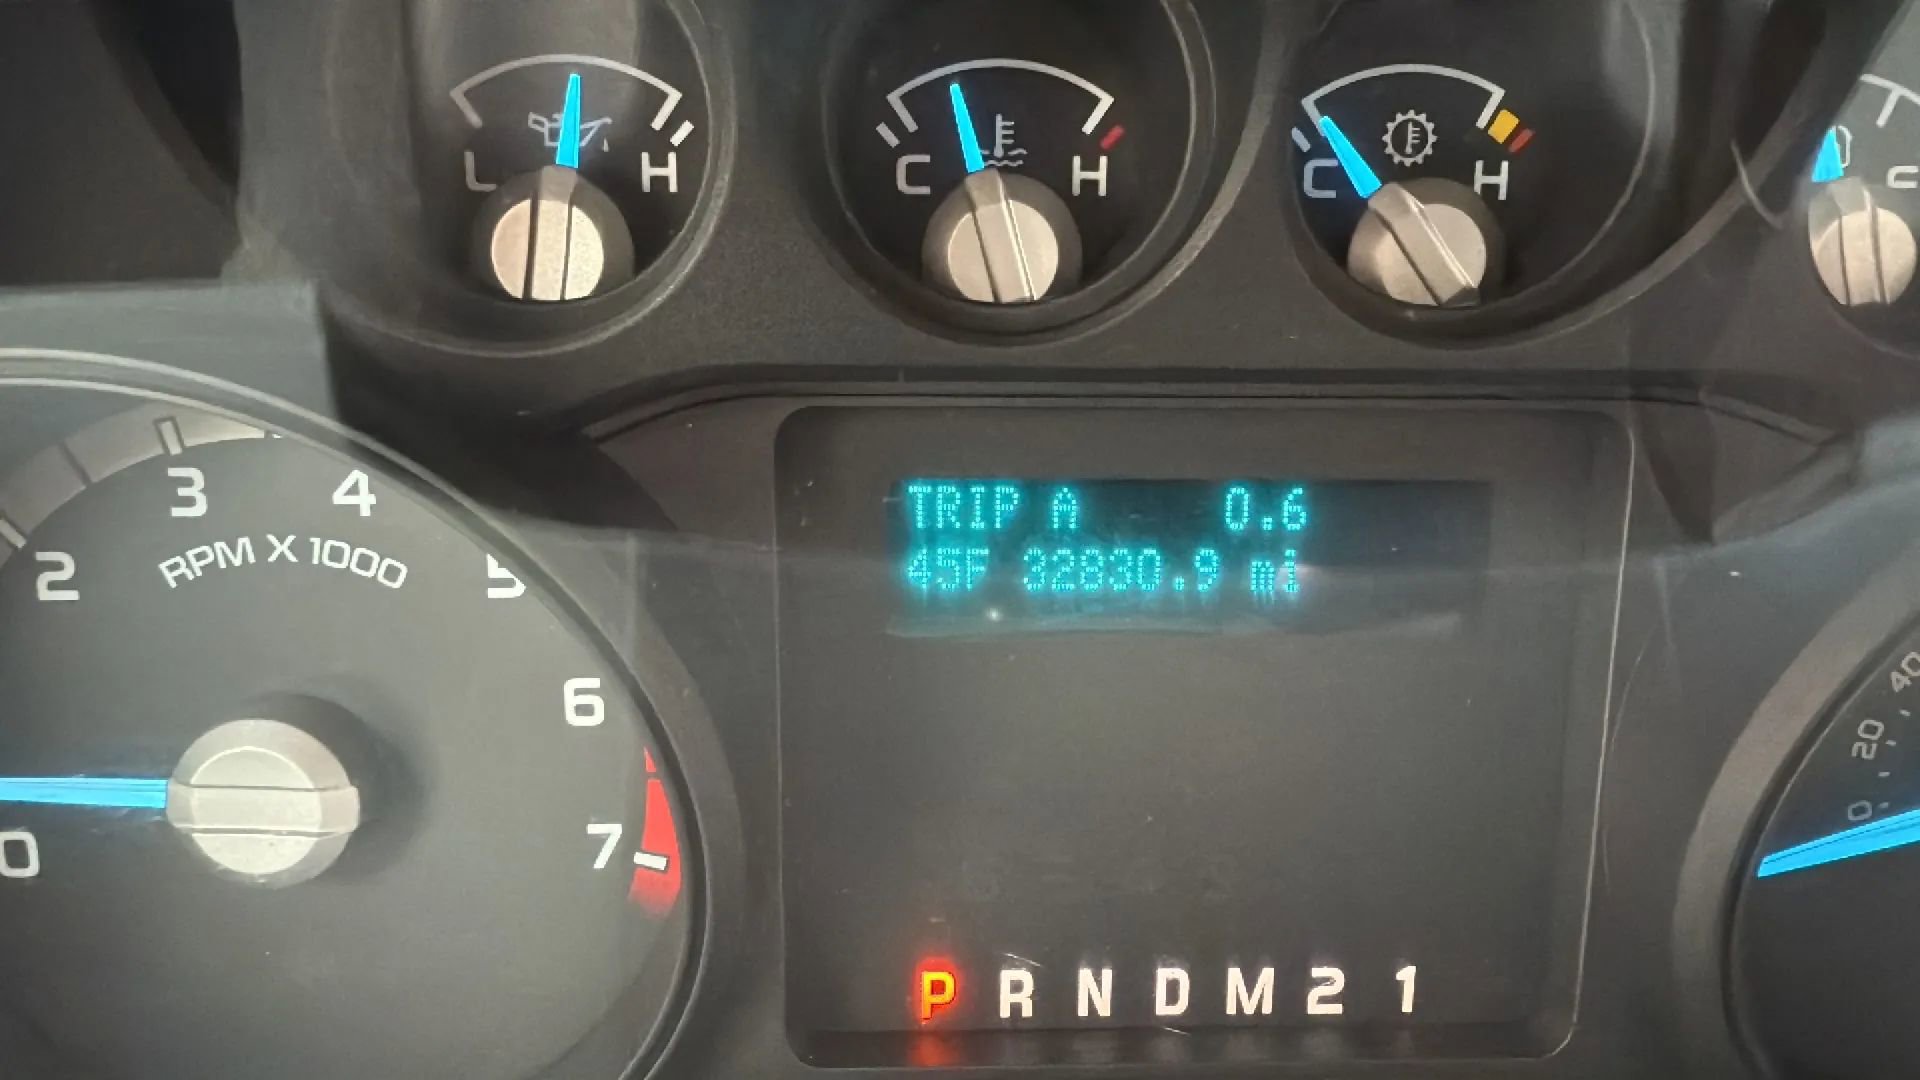 L H
C H
C H
2 3 4 5 6 7
RPM X 1000
0
TRIP A 0.6
45F 32830.9 mi
0 20 40
P R N D M 2 1